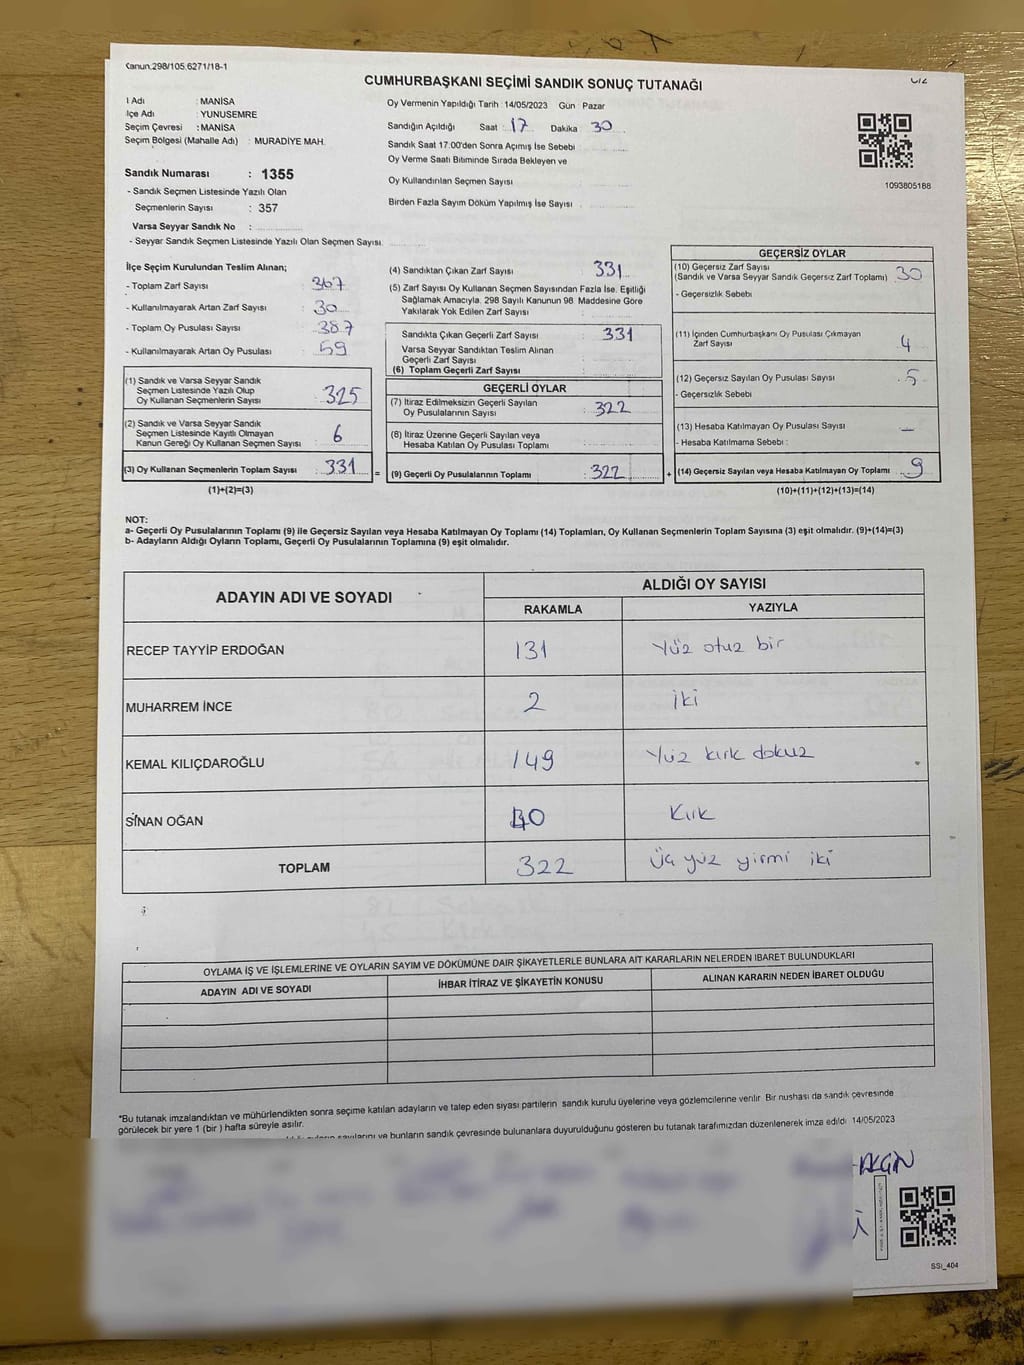 Kanun.298/105.6271/18-1
CUMHURBAŞKANI SEÇİMİ SANDIK SONUÇ TUTANAĞI
İl Adı : MANİSA
İlçe Adı : YUNUSEMRE
Seçim Çevresi : MANİSA
Seçim Bölgesi (Mahalle Adı) : MURADİYE MAH.
Sandık Numarası : 1355
- Sandık Seçmen Listesinde Yazılı Olan
Seçmenlerin Sayısı : 357
Varsa Seyyar Sandık No :
- Seyyar Sandık Seçmen Listesinde Yazılı Olan Seçmen Sayısı
Oy Vermenin Yapıldığı Tarih : 14/05/2023 Gün : Pazar
Sandığın Açıldığı Saat : 17 Dakika 30
Sandık Saat 17:00'den Sonra Açımış İse Sebebi :
Oy Verme Saati Bitiminde Sırada Bekleyen ve
Oy Kullandırılan Seçmen Sayısı
Birden Fazla Sayım Döküm Yapılmış İse Sayısı :
1093805188
İlçe Seçim Kurulundan Teslim Alınan;
- Toplam Zarf Sayısı : 367
- Kullanılmayarak Artan Zarf Sayısı : 30
- Toplam Oy Pusulası Sayısı : 387
- Kullanılmayarak Artan Oy Pusulası : 59
(1) Sandık ve Varsa Seyyar Sandık
Seçmen Listesinde Yazılı Olup
Oy Kullanan Seçmenlerin Sayısı : 325
(2) Sandık ve Varsa Seyyar Sandık
Seçmen Listesinde Kayıtlı Olmayan
Kanun Gereği Oy Kullanan Seçmen Sayısı : 6
(3) Oy Kullanan Seçmenlerin Toplam Sayısı : 331 =
(1)+(2)=(3)
(4) Sandıktan Çıkan Zarf Sayısı : 331
(5) Zarf Sayısı Oy Kullanan Seçmen Sayısından Fazla İse, Eşitliği
Sağlamak Amacıyla, 298 Sayılı Kanunun 98. Maddesine Göre
Yakılarak Yok Edilen Zarf Sayısı :
Sandıkta Çıkan Geçerli Zarf Sayısı : 331
Varsa Seyyar Sandıktan Teslim Alınan
Geçerli Zarf Sayısı
(6) Toplam Geçerli Zarf Sayısı :
GEÇERLİ OYLAR
(7) İtiraz Edilmeksizin Geçerli Sayılan
Oy Pusulalarının Sayısı : 322
(8) İtiraz Üzerine Geçerli Sayılan veya
Hesaba Katılan Oy Pusulası Toplamı :
(9) Geçerli Oy Pusulalarının Toplamı : 322 +
GEÇERSİZ OYLAR
(10) Geçersiz Zarf Sayısı
(Sandık ve Varsa Seyyar Sandık Geçersiz Zarf Toplamı) 30
- Geçersizlik Sebebi
(11) İçinden Cumhurbaşkanı Oy Pusulası Çıkmayan
Zarf Sayısı 4
(12) Geçersiz Sayılan Oy Pusulası Sayısı : 5
- Geçersizlik Sebebi
(13) Hesaba Katılmayan Oy Pusulası Sayısı : —
- Hesaba Katılmama Sebebi :
(14) Geçersiz Sayılan veya Hesaba Katılmayan Oy Toplamı : 9
(10)+(11)+(12)+(13)=(14)
NOT:
a- Geçerli Oy Pusulalarının Toplamı (9) ile Geçersiz Sayılan veya Hesaba Katılmayan Oy Toplamı (14) Toplamları, Oy Kullanan Seçmenlerin Toplam Sayısına (3) eşit olmalıdır. (9)+(14)=(3)
b- Adayların Aldığı Oyların Toplamı, Geçerli Oy Pusulalarının Toplamına (9) eşit olmalıdır.
ADAYIN ADI VE SOYADI ALDIĞI OY SAYISI
RAKAMLA YAZIYLA
RECEP TAYYİP ERDOĞAN 131 Yüz otuz bir
MUHARREM İNCE 2 İki
KEMAL KILIÇDAROĞLU 149 Yüz kırk dokuz
SİNAN OĞAN 40 Kırk
TOPLAM 322 Üç yüz yirmi iki
OYLAMA İŞ VE İŞLEMLERİNE VE OYLARIN SAYIM VE DÖKÜMÜNE DAİR ŞİKAYETLERLE BUNLARA AİT KARARLARIN NELERDEN İBARET BULUNDUKLARI
ADAYIN ADI VE SOYADI İHBAR İTİRAZ VE ŞİKAYETİN KONUSU ALINAN KARARIN NEDEN İBARET OLDUĞU
*Bu tutanak imzalandıktan ve mühürlendikten sonra seçime katılan adayların ve talep eden siyasi partilerin sandık kurulu üyelerine veya gözlemcilerine verilir. Bir nushası da sandık çevresinde
görülecek bir yere 1 (bir ) hafta süreyle asılır.
sayılarını ve bunların sandık çevresinde bulunanlara duyurulduğunu gösteren bu tutanak tarafımızdan düzenlenerek imza edildi 14/05/2023
SSI_404